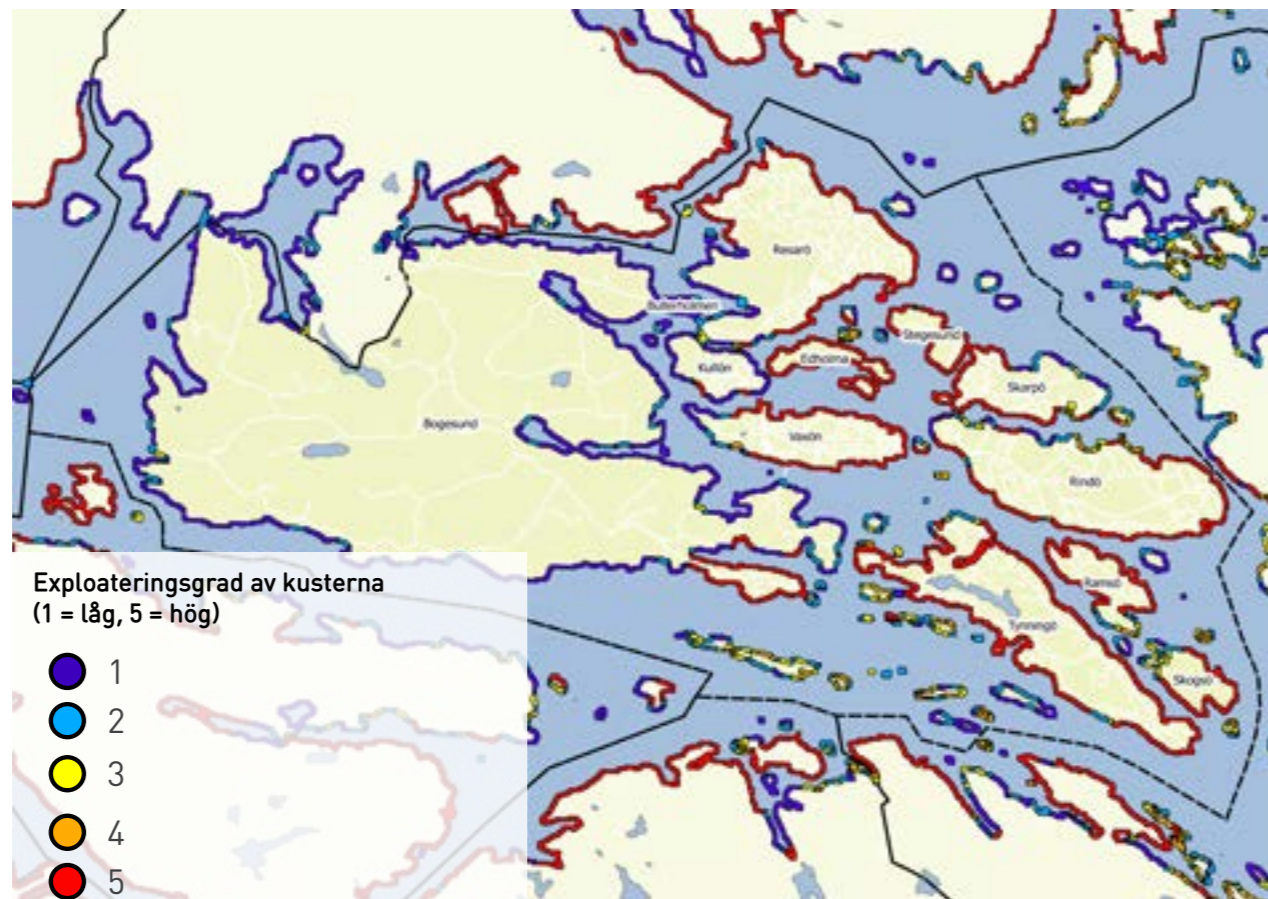 Resarö
Bullerholmen
Stegesund
Edholma
Kullön
Skarpö
Bogesund
Vaxön
Rindö
Ramsö
Tynningö
Skogsö
Exploateringsgrad av kusterna
(1 = låg, 5 = hög)
1
2
3
4
5